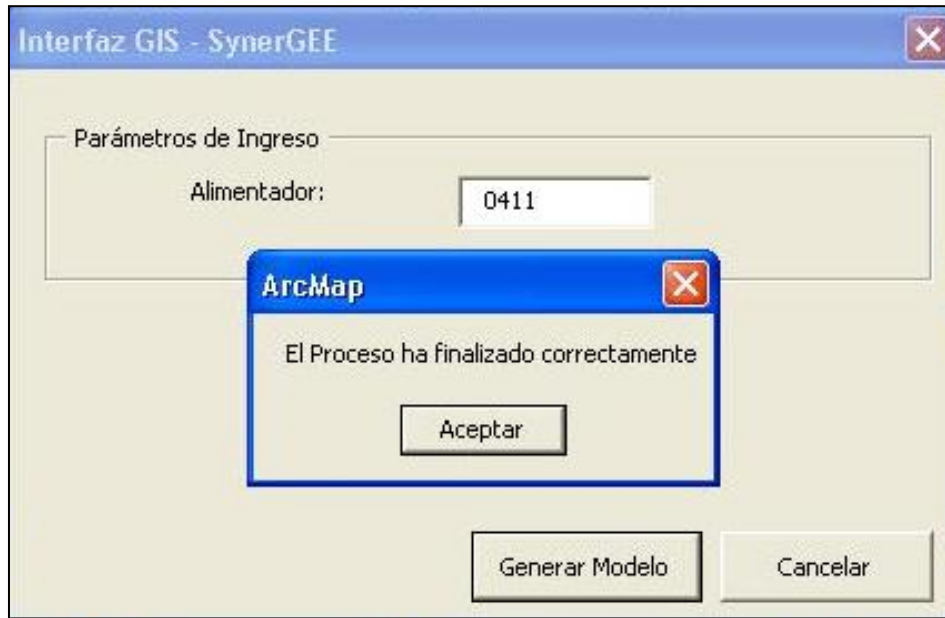 Interfaz GIS - SynerGEE
Parámetros de Ingreso
Alimentador: 0411
ArcMap
El Proceso ha finalizado correctamente
Aceptar
Generar Modelo Cancelar